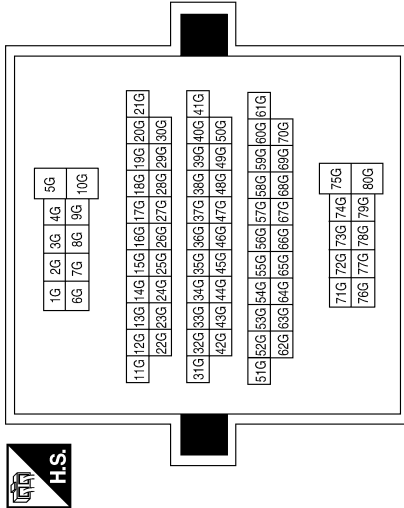 5G
1G 2G 3G 4G
10G
6G 7G 8G 9G
11G 12G 13G 14G 15G 16G 17G 18G 19G 20G 21G
22G 23G 24G 25G 26G 27G 28G 29G 30G
31G 32G 33G 34G 35G 36G 37G 38G 39G 40G 41G
42G 43G 44G 45G 46G 47G 48G 49G 50G
51G 52G 53G 54G 55G 56G 57G 58G 59G 60G 61G
62G 63G 64G 65G 66G 67G 68G 69G 70G
75G
71G 72G 73G 74G
80G
76G 77G 78G 79G
H.S.